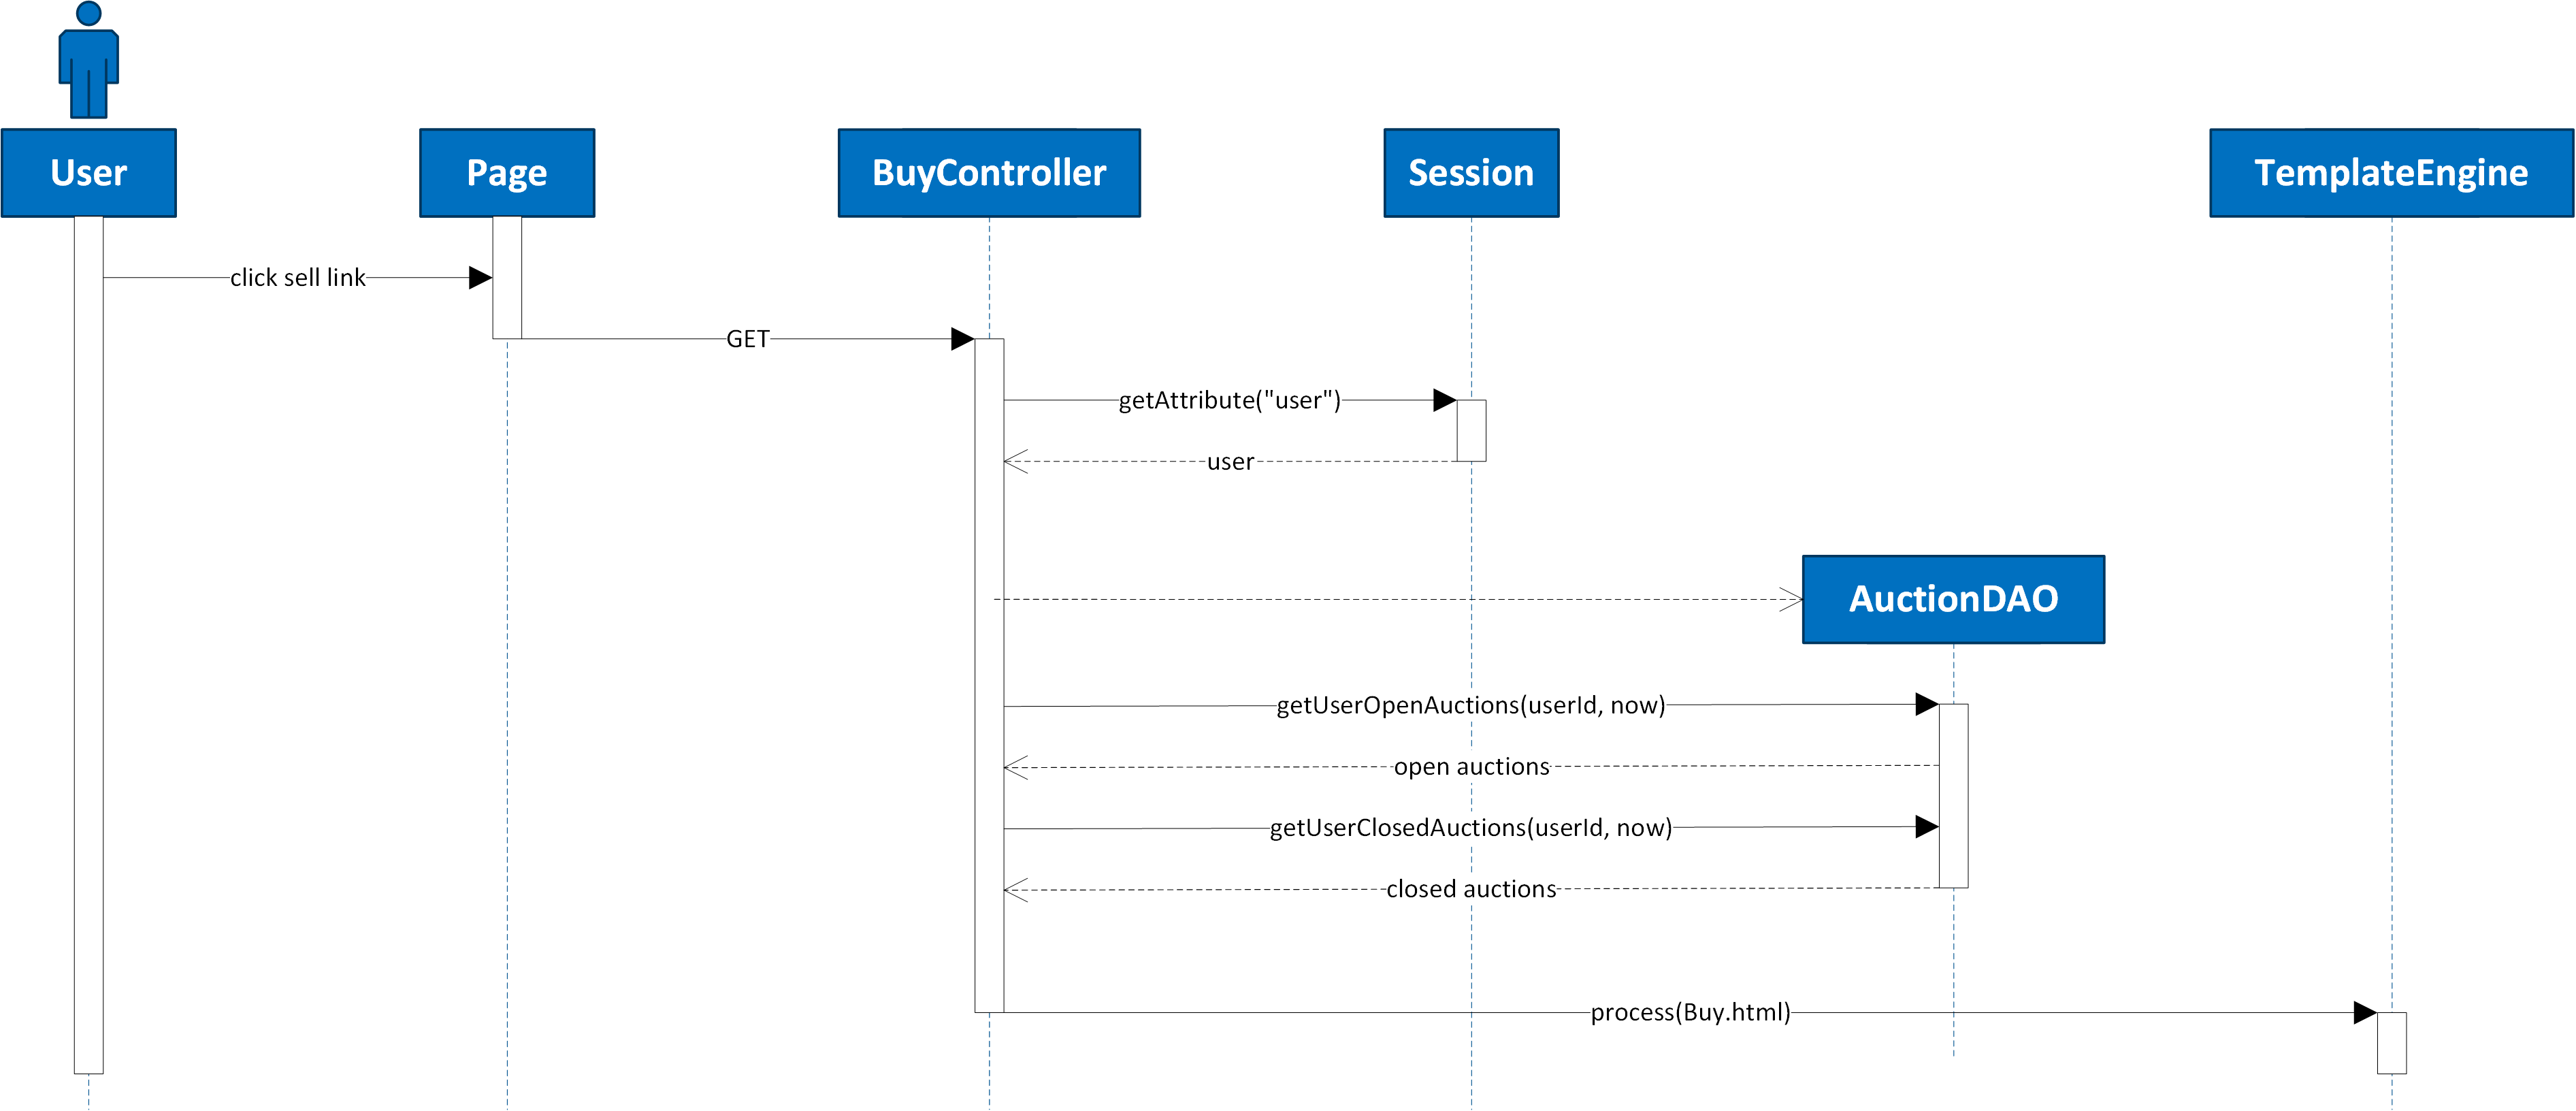 User
Page
BuyController
Session
TemplateEngine
click sell link
GET
getAttribute("user")
user
AuctionDAO
getUserOpenAuctions(userId, now)
open auctions
getUserClosedAuctions(userId, now)
closed auctions
process(Buy.html)